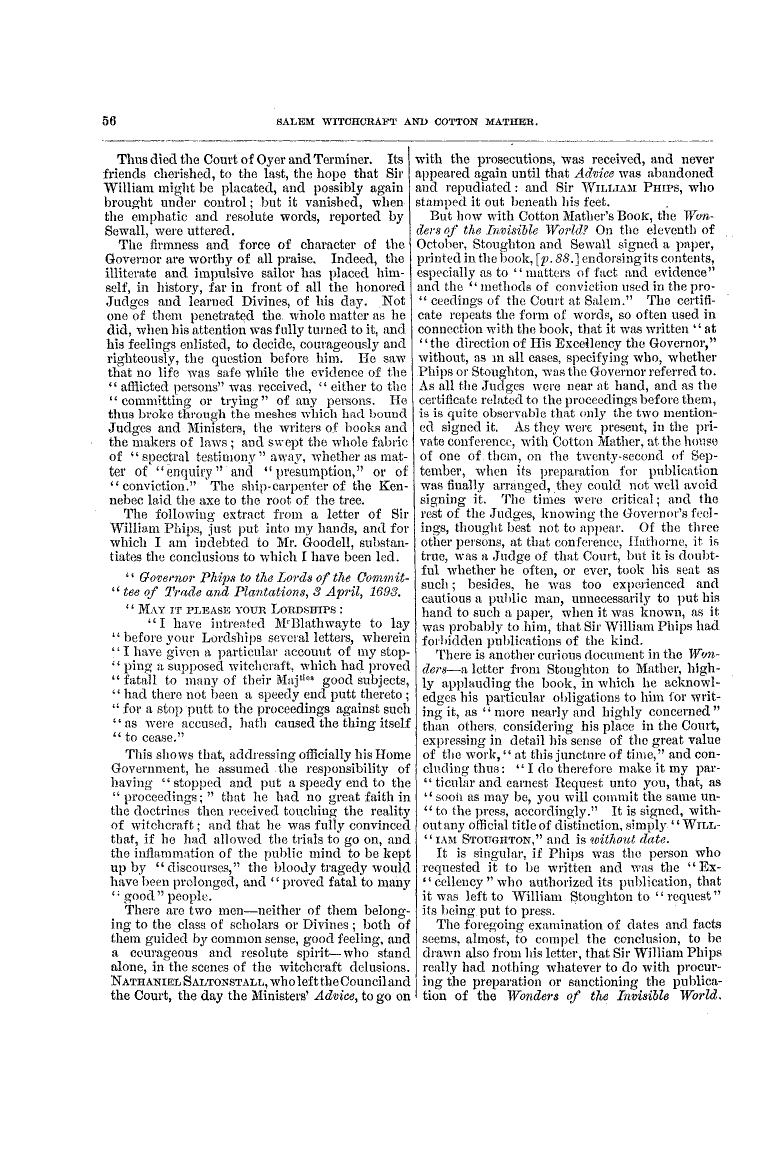 56
SALEM WITCHCRAFT AND COTTON MATHER.
Thus died the Court of Oyer and Terminer. Its
friends cherished, to the last, the hope that Sir
William might be placated, and possibly again
brought under control; but it vanished, when
the emphatic and resolute words, reported by
Sewall, were uttered.
The firmness and force of character of the
Governor are worthy of all praise. Indeed, the
illiterate and impulsive sailor has placed him-
self, in history, far in front of all the honored
Judges and learned Divines, of his day. Not
one of them penetrated the whole matter as he
did, when his attention was fully turned to it, and
his feelings enlisted, to decide, courageously and
righteously, the question before him. He saw
that no life was safe while the evidence of the
" afflicted persons" was received, " either to the
" committing or trying" of any persons. He
thus broke through the meshes which had bound
Judges and Ministers, the writers of books and
the makers of laws; and swept the whole fabric
of "spectral testimony" away, whether as mat-
ter of "enquiry" and "presumption," or of
"conviction." The ship-carpenter of the Ken-
nebec laid the axe to the root of the tree.
The following extract from a letter of Sir
William Phips, just put into my hands, and for
which I am indebted to Mr. Goodell, substan-
tiates the conclusions to which I have been led.
" Governor Phips to the Lords of the Commit-
" tee of Trade and Plantations, 3 April, 1693.
" MAY IT PLEASE YOUR LORDSHIPS:
" I have intreated Mr Blathwayte to lay
" before your Lordships several letters, wherein
" I have given a particular account of my stop-
" ping a supposed witchcraft, which had proved
" fatall to many of their Majties good subjects,
" had there not been a speedy end putt thereto;
" for a stop putt to the proceedings against such
" as were accused, hath caused the thing itself
" to cease."
This shows that, addressing officially his Home
Government, he assumed the responsibility of
having "stopped and put a speedy end to the
"proceedings;" that he had no great faith in
the doctrines then received touching the reality
of witchcraft; and that he was fully convinced
that, if he had allowed the trials to go on, and
the inflammation of the public mind to be kept
up by "discourses," the bloody tragedy would
have been prolonged, and "proved fatal to many
" good" people.
There are two men—neither of them belong-
ing to the class of scholars or Divines; both of
them guided by common sense, good feeling, and
a courageous and resolute spirit—who stand
alone, in the scenes of the witchcraft delusions.
NATHANIEL SALTONSTALL, who left the Council and
the Court, the day the Ministers' Advice, to go on
with the prosecutions, was received, and never
appeared again until that Advice was abandoned
and repudiated: and Sir WILLIAM PHIPS, who
stamped it out beneath his feet.
But how with Cotton Mather's Book, the Won-
ders of the Invisible World? On the eleventh of
October, Stoughton and Sewall signed a paper,
printed in the book, [p. 88.] endorsing its contents,
especially as to "matters of fact and evidence"
and the "methods of conviction used in the pro-
" ceedings of the Court at Salem." The certifi-
cate repeats the form of words, so often used in
connection with the book, that it was written "at
"the direction of His Excellency the Governor,"
without, as in all cases, specifying who, whether
Phips or Stoughton, was the Governor referred to.
As all the Judges were near at hand, and as the
certificate related to the proceedings before them,
is is quite observable that only the two mention-
ed signed it. As they were present, in the pri-
vate conference, with Cotton Mather, at the house
of one of them, on the twenty-second of Sep-
tember, when its preparation for publication
was finally arranged, they could not well avoid
signing it. The times were critical; and the
rest of the Judges, knowing the Governor's feel-
ings, thought best not to appear. Of the three
other persons, at that conference, Hathorne, it is
true, was a Judge of that Court, but it is doubt-
ful whether he often, or ever, took his seat as
such; besides, he was too experienced and
cautious a public man, unnecessarily to put his
hand to such a paper, when it was known, as it
was probably to him, that Sir William Phips had
forbidden publications of the kind.
There is another curious document in the Won-
ders—a letter from Stoughton to Mather, high-
ly applauding the book, in which he acknowl-
edges his particular obligations to him for writ-
ing it, as "more nearly and highly concerned"
than others, considering his place in the Court,
expressing in detail his sense of the great value
of the work, "at this juncture of time," and con-
cluding thus: "I do therefore make it my par-
" ticular and earnest Request unto you, that, as
" soon as may be, you will commit the same un-
" to the press, accordingly." It is signed, with-
out any official title of distinction, simply "WILL-
"IAM STOUGHTON," and is without date.
It is singular, if Phips was the person who
requested it to be written and was the "Ex-
" cellency" who authorized its publication, that
it was left to William Stoughton to "request"
its being put to press.
The foregoing examination of dates and facts
seems, almost, to compel the conclusion, to be
drawn also from his letter, that Sir William Phips
really had nothing whatever to do with procur-
ing the preparation or sanctioning the publica-
tion of the Wonders of the Invisible World.